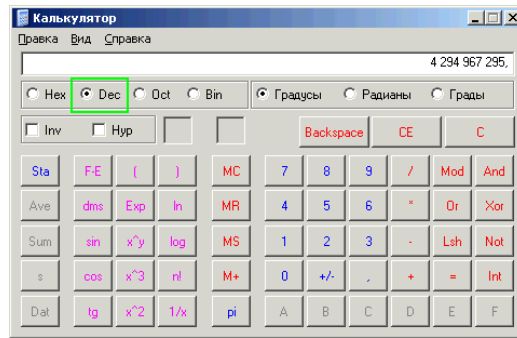 Калькулятор
Правка Вид Справка
4 294 967 295,
Hex Dec Oct Bin Градусы Радианы Грады
Inv Hyp Backspace CE C
Sta F-E ( ) MC 7 8 9 / Mod And
Ave dms Exp ln MR 4 5 6 * Or Xor
Sum sin x^y log MS 1 2 3 - Lsh Not
s cos x^3 n! M+ 0 +/- , + = Int
Dat tg x^2 1/x pi A B C D E F